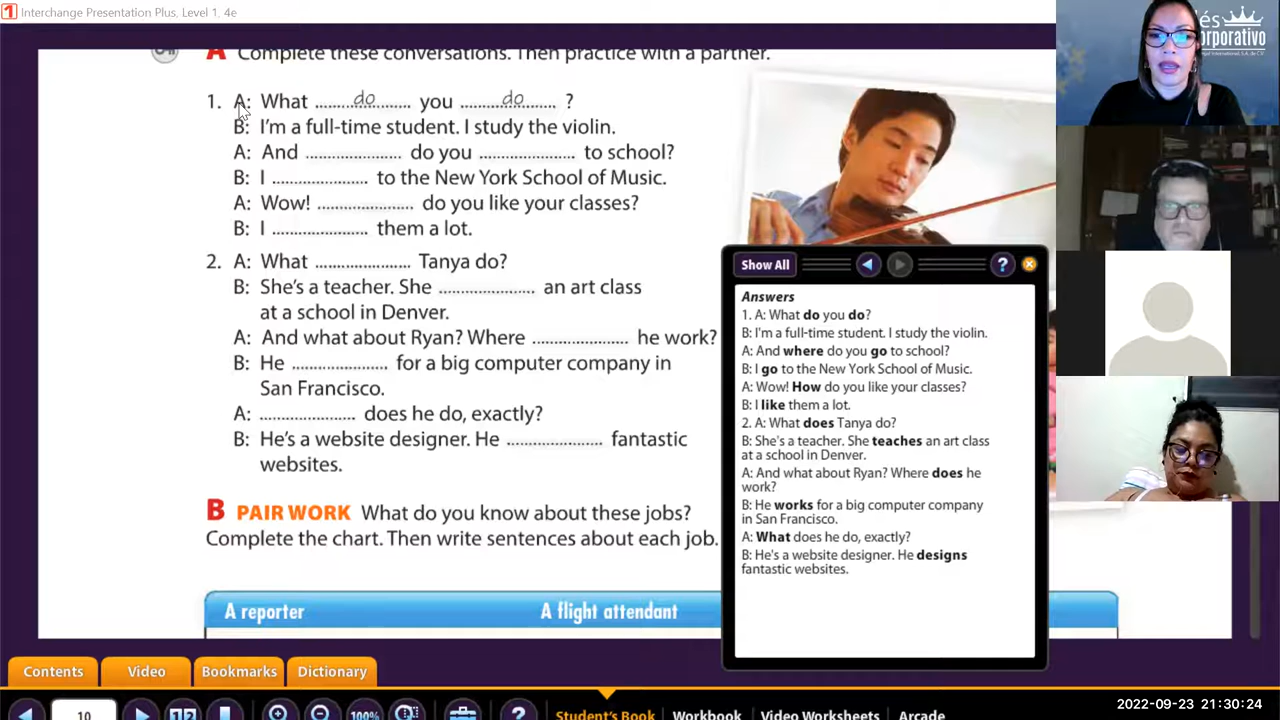 Interchange Presentation Plus, Level 1, 4e
A Complete these conversations. Then practice with a partner.
1. A: What ........do........ you ........do........ ?
B: I'm a full-time student. I study the violin.
A: And .................... do you .................... to school?
B: I .................... to the New York School of Music.
A: Wow! .................... do you like your classes?
B: I .................... them a lot.
2. A: What .................... Tanya do?
B: She's a teacher. She .................... an art class
at a school in Denver.
A: And what about Ryan? Where .................... he work?
B: He .................... for a big computer company in
San Francisco.
A: .................... does he do, exactly?
B: He's a website designer. He .................... fantastic
websites.
B PAIR WORK What do you know about these jobs?
Complete the chart. Then write sentences about each job.
A reporter A flight attendant
Show All ?
Answers
1. A: What do you do?
B: I'm a full-time student. I study the violin.
A: And where do you go to school?
B: I go to the New York School of Music.
A: Wow! How do you like your classes?
B: I like them a lot.
2. A: What does Tanya do?
B: She's a teacher. She teaches an art class
at a school in Denver.
A: And what about Ryan? Where does he
work?
B: He works for a big computer company
in San Francisco.
A: What does he do, exactly?
B: He's a website designer. He designs
fantastic websites.
és
orporativo
Contents Video Bookmarks Dictionary
10 100% ? Student's Book Workbook Video Worksheets Arcade
2022-09-23 21:30:24